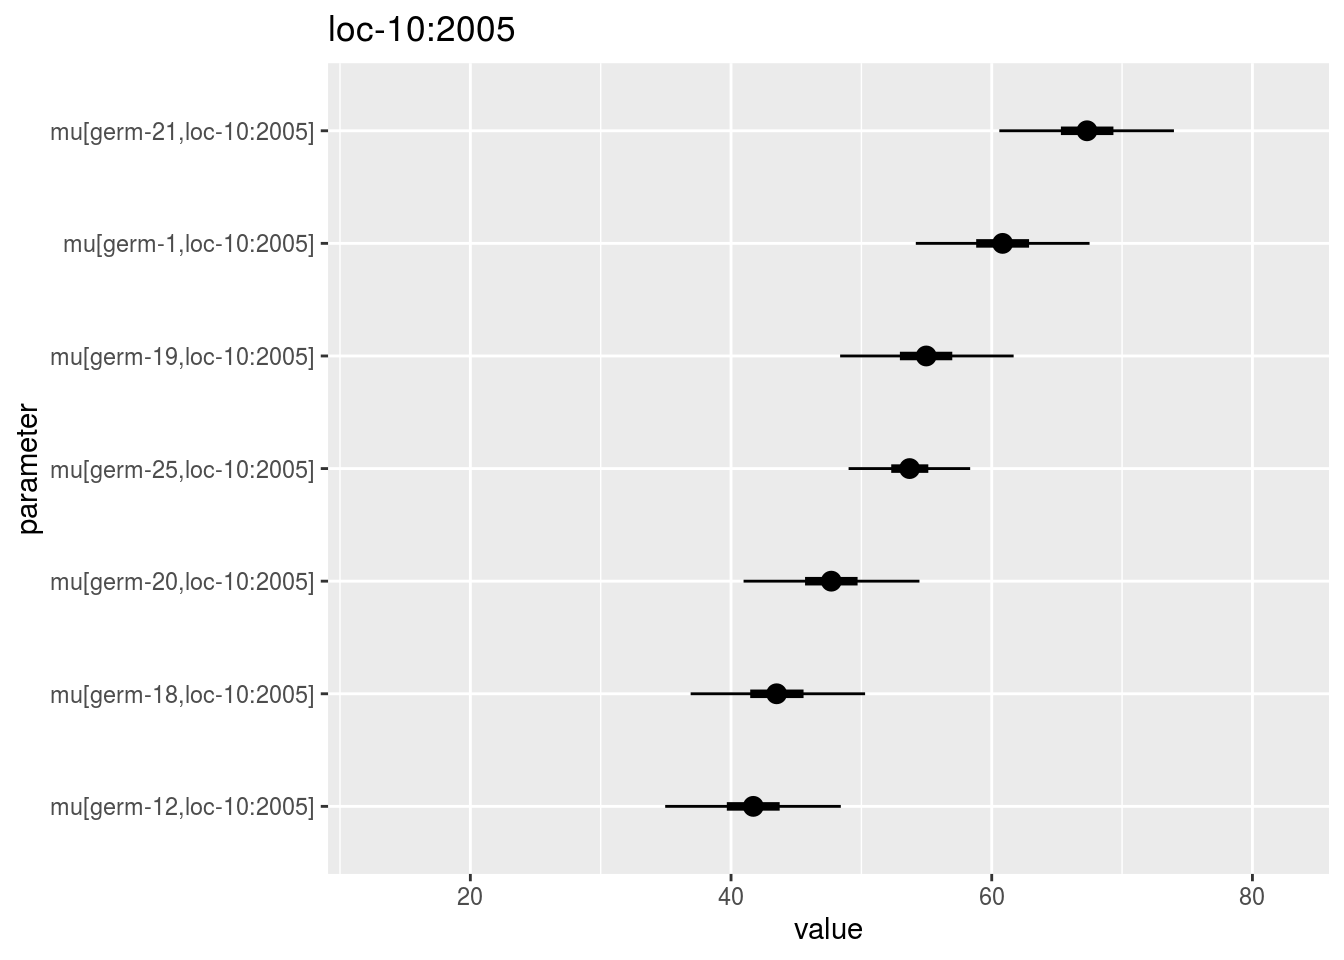 loc-10:2005
mu[germ-21,loc-10:2005]
mu[germ-1,loc-10:2005]
mu[germ-19,loc-10:2005]
mu[germ-25,loc-10:2005]
mu[germ-20,loc-10:2005]
mu[germ-18,loc-10:2005]
mu[germ-12,loc-10:2005]
parameter
20 40 60 80
value